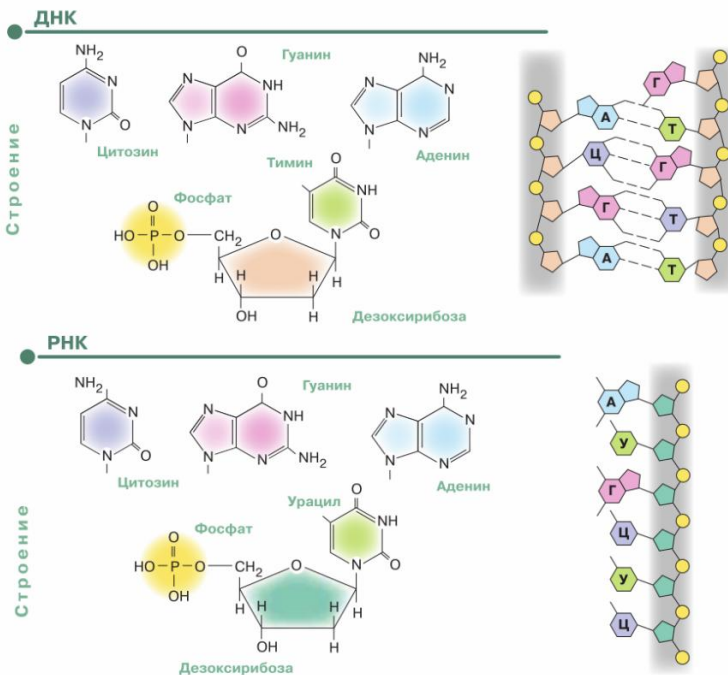 ДНК
Строение
NH₂
N
N
O
Цитозин
Гуанин
O
N
NH
N
N
NH₂
NH₂
N
N
N
N
Аденин
Тимин
O
NH
N
O
Фосфат
O
HO P O
OH
CH₂
O
H
H
H
H
OH
H
Дезоксирибоза
Г
А
Т
Ц
Г
Г
Т
А
Т
РНК
Строение
NH₂
N
N
O
Цитозин
Гуанин
O
N
NH
N
N
NH₂
NH₂
N
N
N
N
Аденин
Урацил
O
NH
N
O
Фосфат
O
HO P O
OH
CH₂
O
H
H
H
H
OH
H
Дезоксирибоза
А
У
Г
Ц
У
Ц